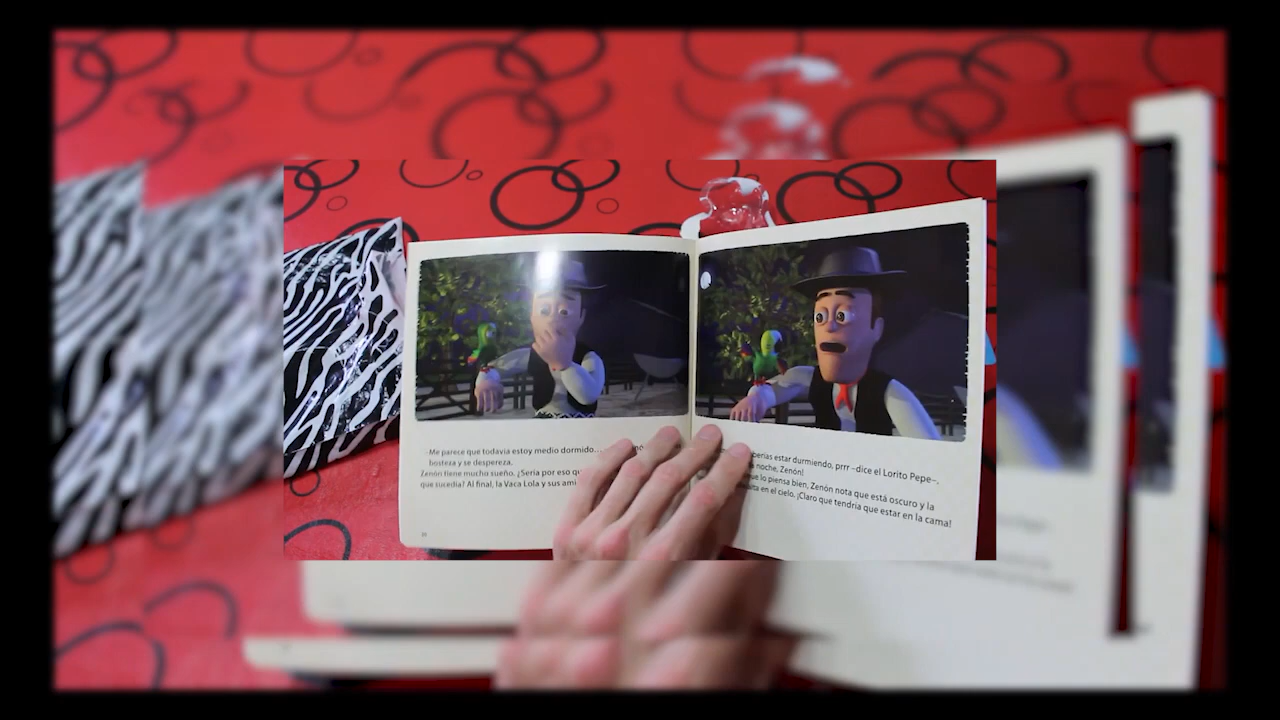 –Me parece que todavía estoy medio dormido…
bosteza y se despereza.
Zenón tiene mucho sueño. ¿Sería por eso qu
que sucedía? Al final, la Vaca Lola y sus ami
berías estar durmiendo, prrr –dice el Lorito Pepe–.
noche, Zenón!
que lo piensa bien, Zenón nota que está oscuro y la
en el cielo. ¡Claro que tendría que estar en la cama!